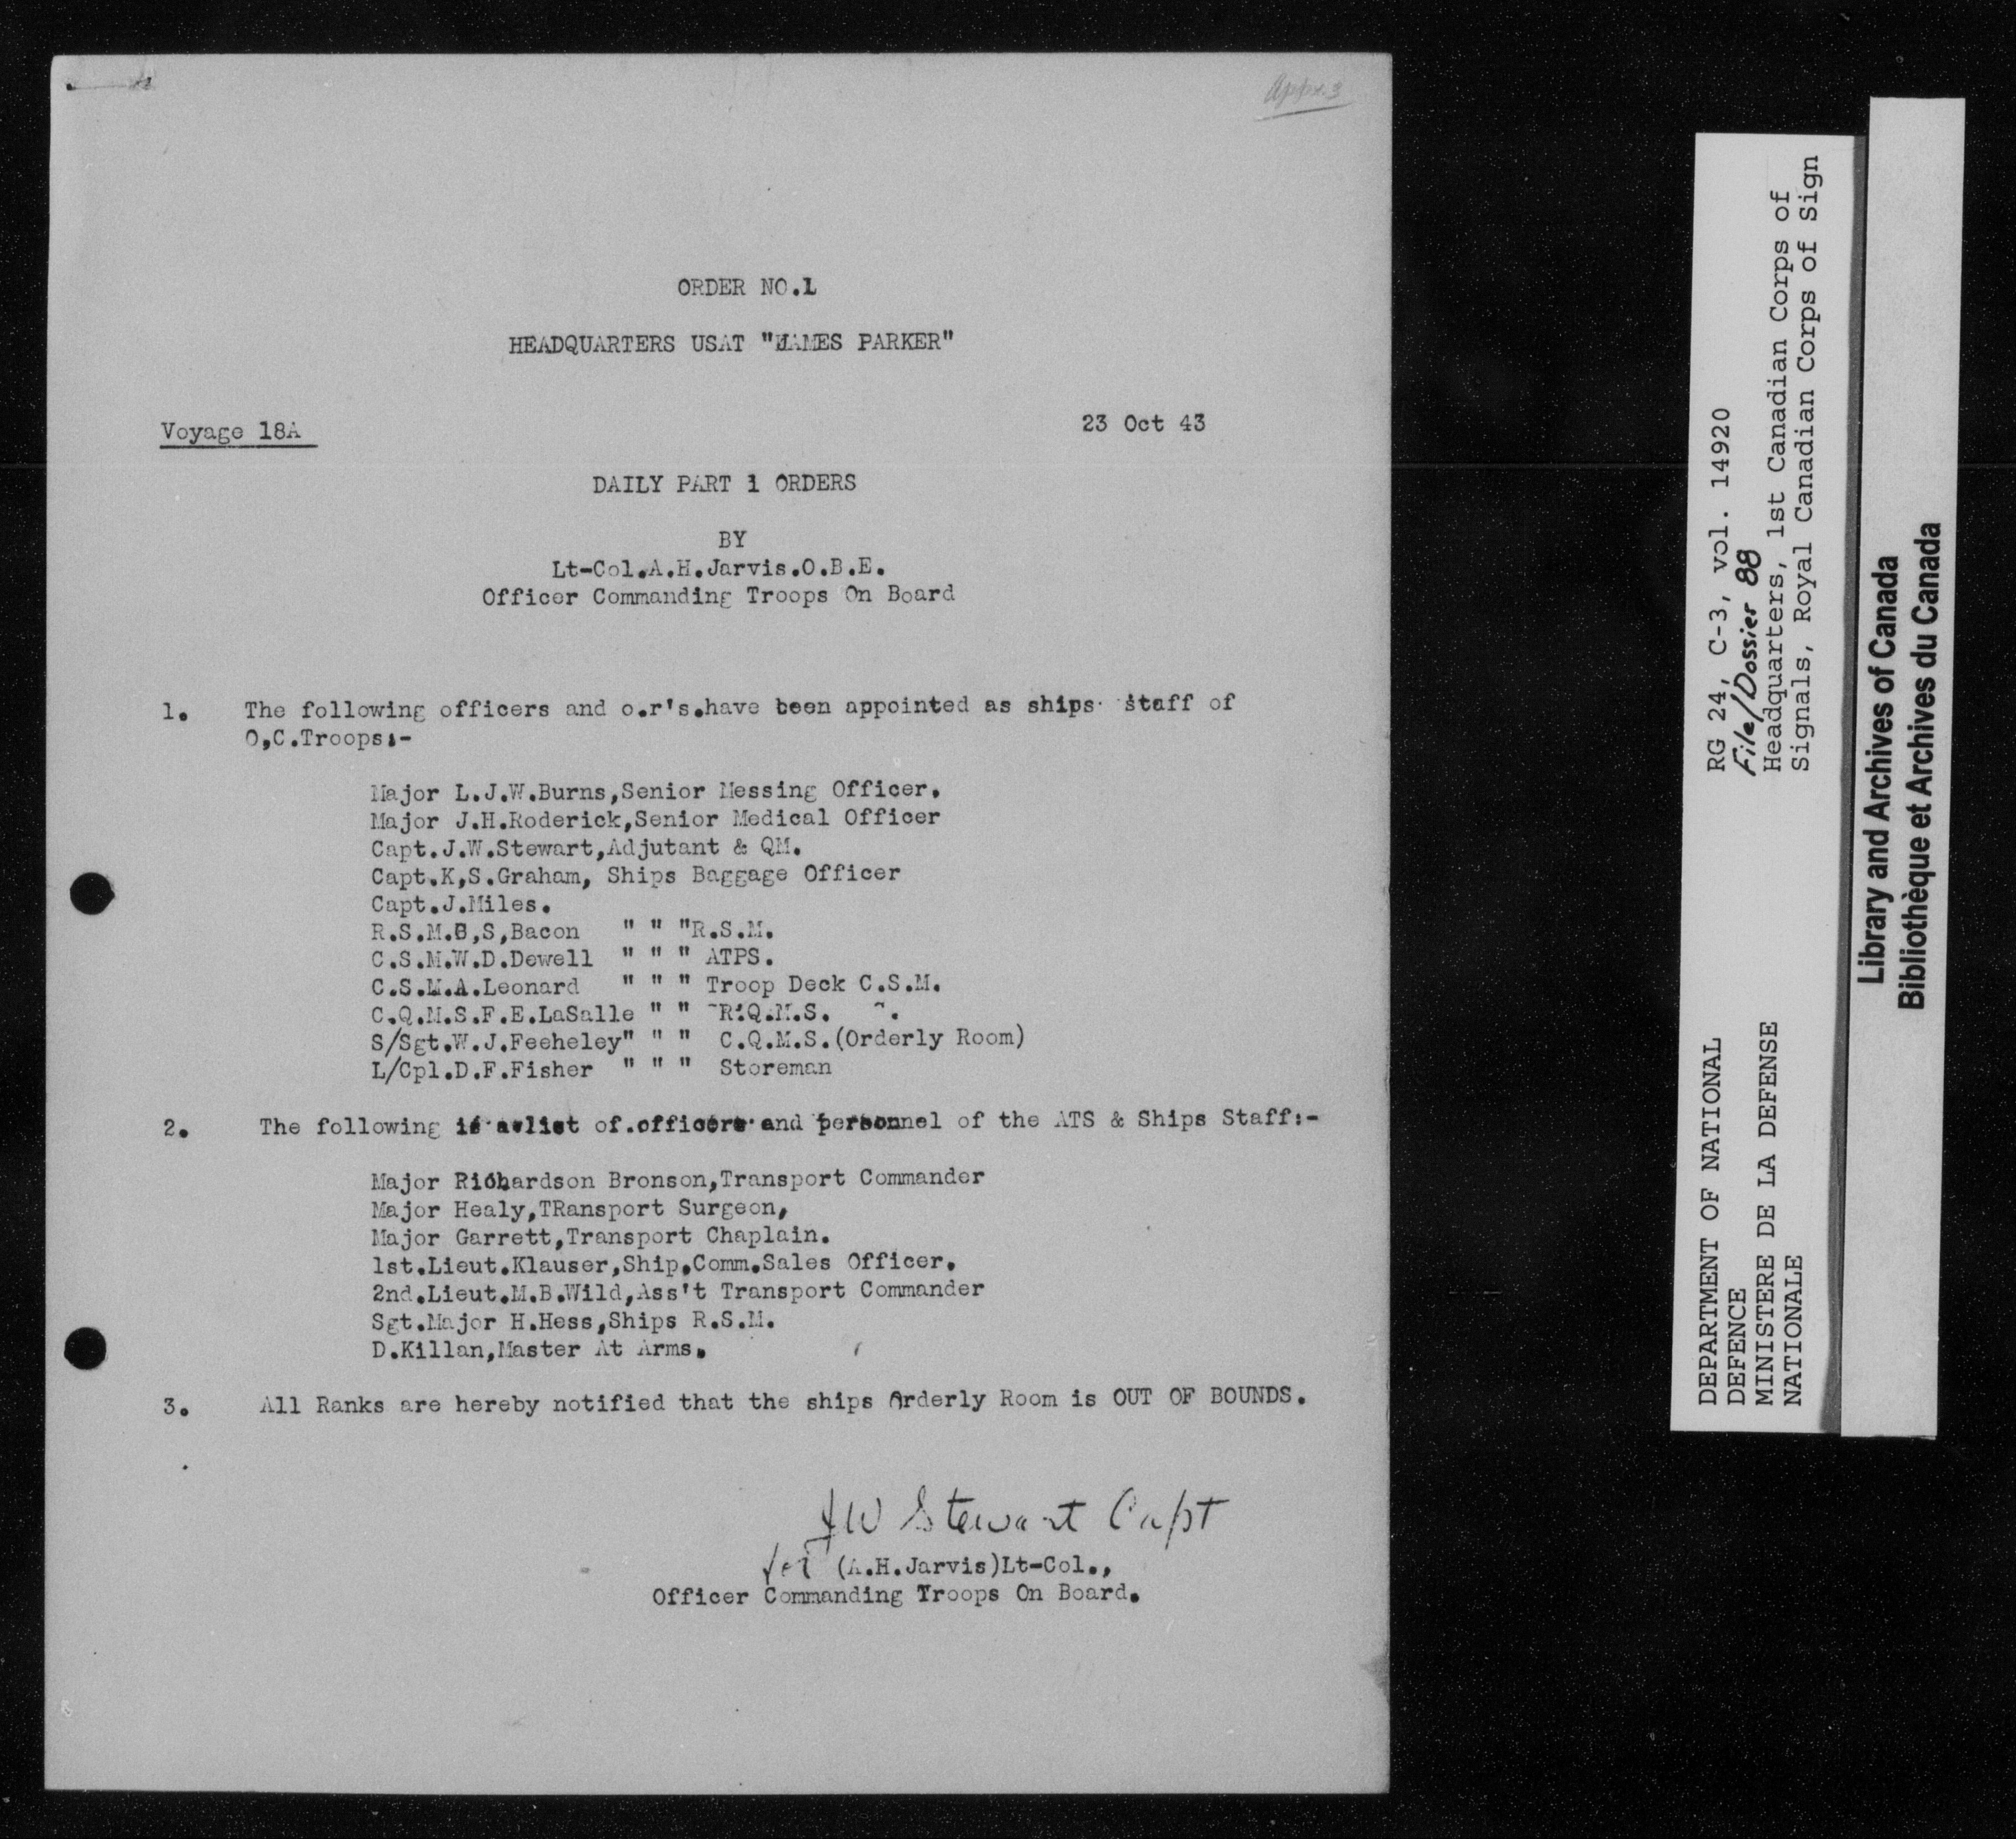 Appx.3
ORDER NO.1
HEADQUARTERS USAT "JAMES PARKER"
Voyage 18A 23 Oct 43
DAILY PART 1 ORDERS
BY
Lt-Col.A.H.Jarvis.O.B.E.
Officer Commanding Troops On Board
1. The following officers and o.r's.have been appointed as ships staff of
O,C.Troops:-
Major L.J.W.Burns,Senior Messing Officer.
Major J.H.Roderick,Senior Medical Officer
Capt.J.W.Stewart,Adjutant & QM.
Capt.K,S.Graham, Ships Baggage Officer
Capt.J.Miles.
R.S.M.B,S,Bacon " " "R.S.M.
C.S.M.W.D.Dewell " " " ATPS.
C.S.M.A.Leonard " " " Troop Deck C.S.M.
C.Q.M.S.F.E.LaSalle " " "R.Q.M.S. ".
S/Sgt.W.J.Feeheley" " " C.Q.M.S.(Orderly Room)
L/Cpl.D.F.Fisher " " " Storeman
2. The following is a list of officers and personnel of the ATS & Ships Staff:-
Major Richardson Bronson,Transport Commander
Major Healy,TRansport Surgeon,
Major Garrett,Transport Chaplain.
1st.Lieut.Klauser,Ship,Comm.Sales Officer.
2nd.Lieut.M.B.Wild,Ass't Transport Commander
Sgt.Major H.Hess,Ships R.S.M.
D.Killan,Master At Arms.
3. All Ranks are hereby notified that the ships Orderly Room is OUT OF BOUNDS.
JW Stewart Capt
for (A.H.Jarvis)Lt-Col.,
Officer Commanding Troops On Board.
RG 24, C-3, vol. 14920
File/Dossier 88
Headquarters, 1st Canadian Corps of
Signals, Royal Canadian Corps of Sign
DEPARTMENT OF NATIONAL
DEFENCE
MINISTERE DE LA DEFENSE
NATIONALE
Library and Archives of Canada
Bibliothèque et Archives du Canada